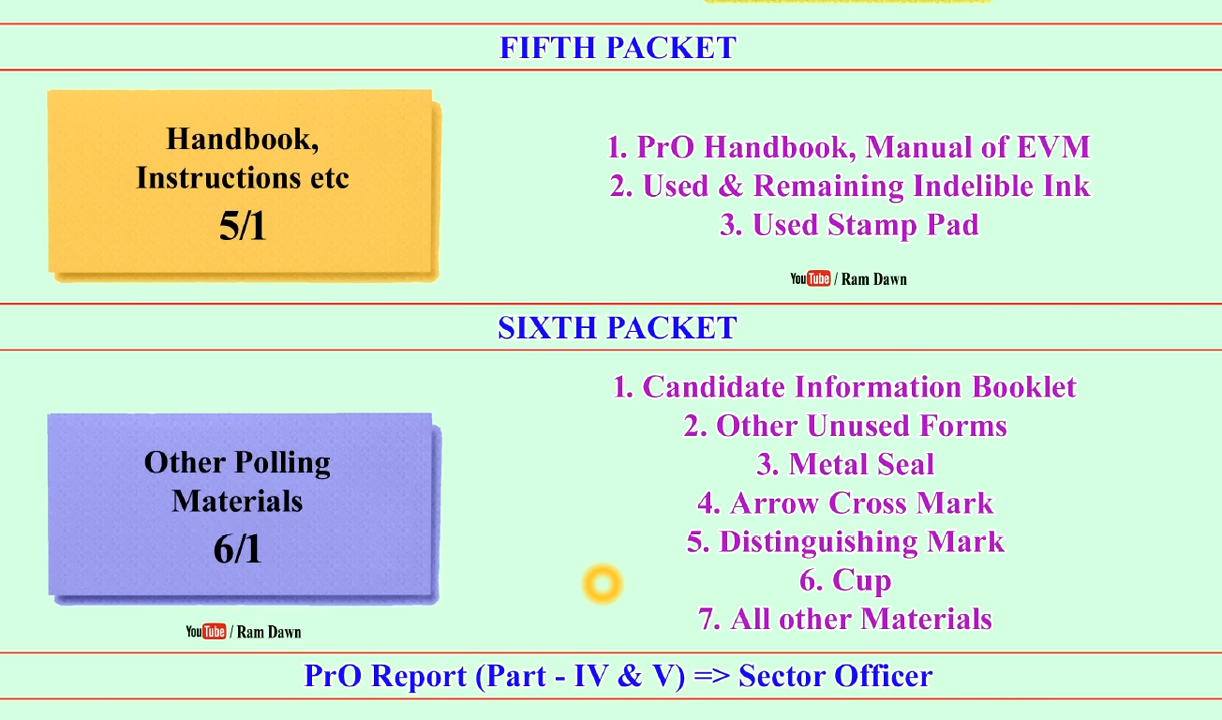 FIFTH PACKET
Handbook,
Instructions etc
5/1
1. PrO Handbook, Manual of EVM
2. Used & Remaining Indelible Ink
3. Used Stamp Pad
YouTube / Ram Dawn
SIXTH PACKET
Other Polling
Materials
6/1
YouTube / Ram Dawn
1. Candidate Information Booklet
2. Other Unused Forms
3. Metal Seal
4. Arrow Cross Mark
5. Distinguishing Mark
6. Cup
7. All other Materials
PrO Report (Part - IV & V) => Sector Officer